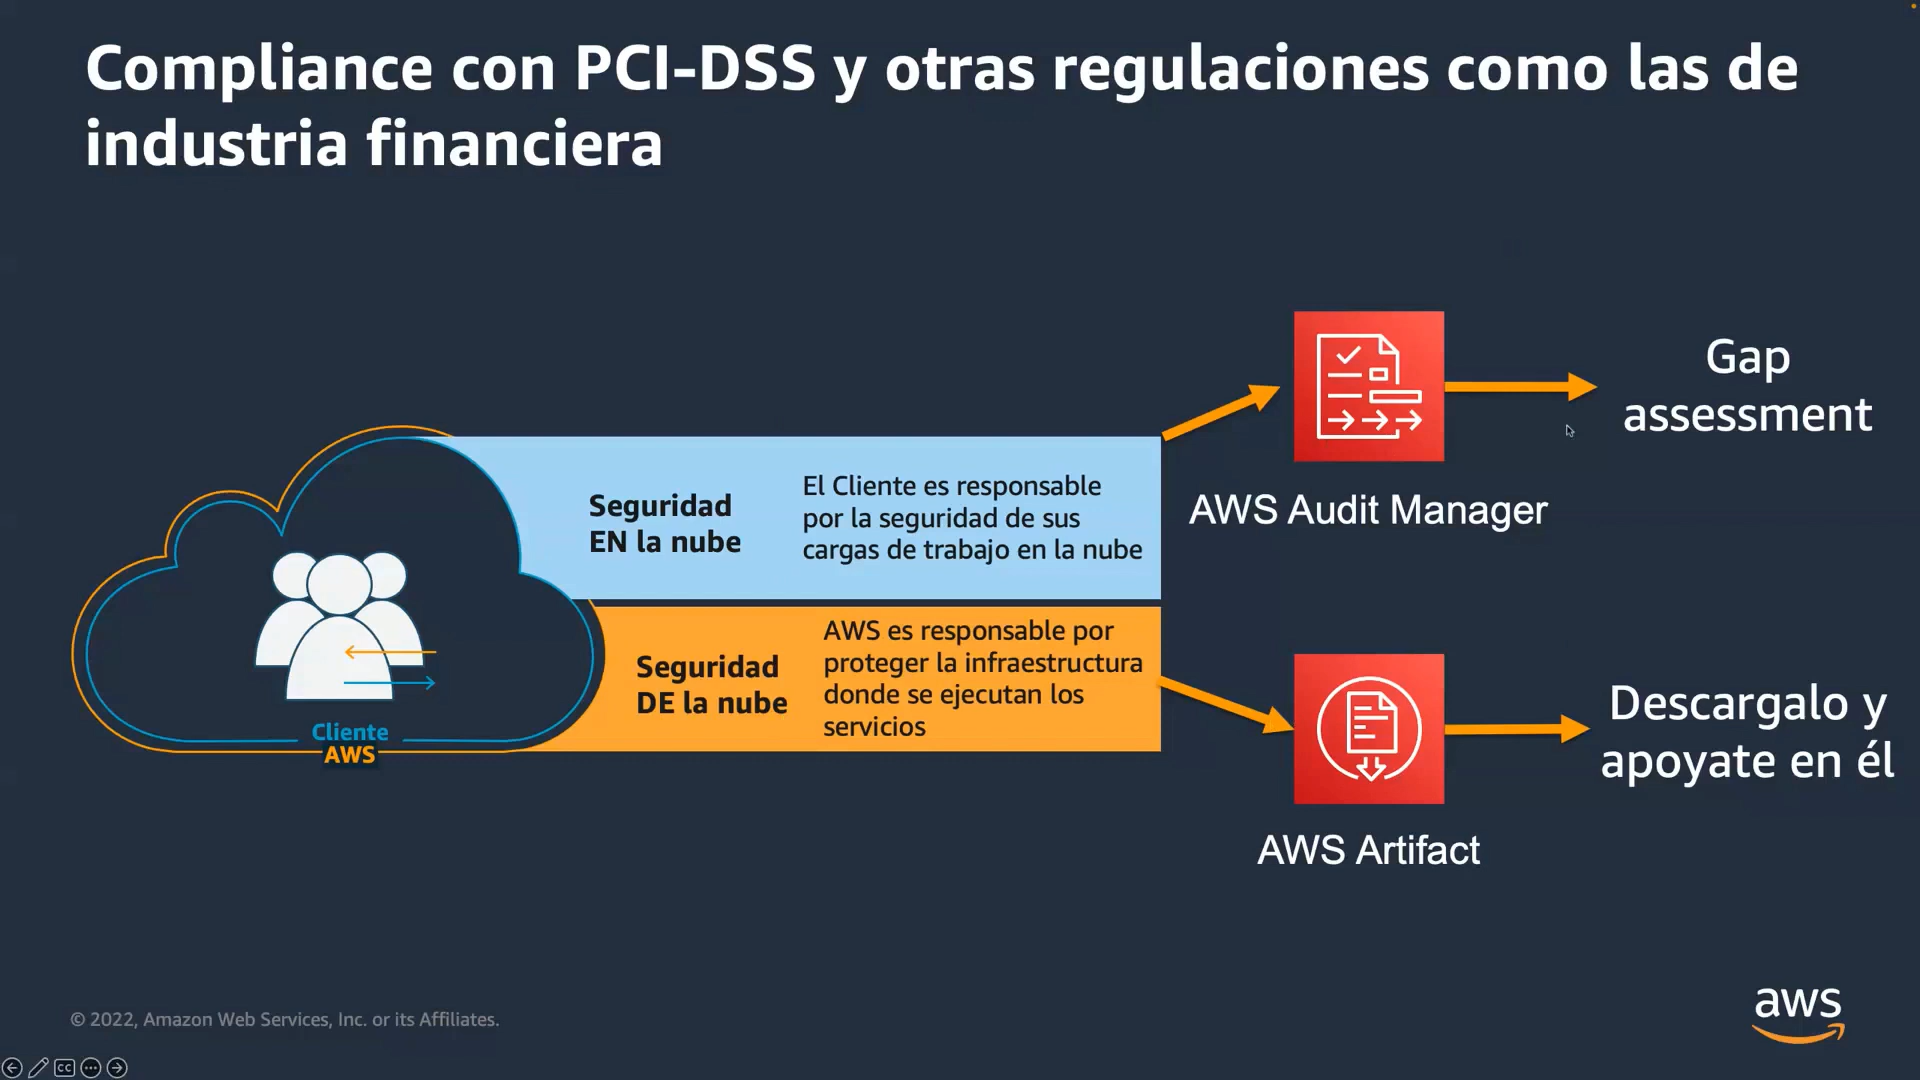 Compliance con PCI-DSS y otras regulaciones como las de
industria financiera
Seguridad
EN la nube
El Cliente es responsable
por la seguridad de sus
cargas de trabajo en la nube
Seguridad
DE la nube
AWS es responsable por
proteger la infraestructura
donde se ejecutan los
servicios
Cliente
AWS
AWS Audit Manager
Gap
assessment
AWS Artifact
Descargalo y
apoyate en él
© 2022, Amazon Web Services, Inc. or its Affiliates.
aws
CC